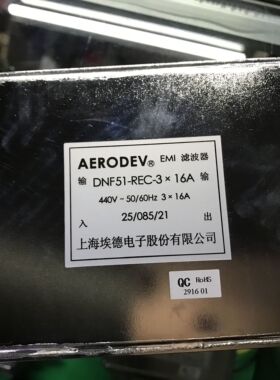 AERODEV® EMI 滤波器
输 DNF51-REC-3×16A 输
440V~50/60Hz 3×16A
入 25/085/21 出
上海埃德电子股份有限公司
QC RoHS
2916 01